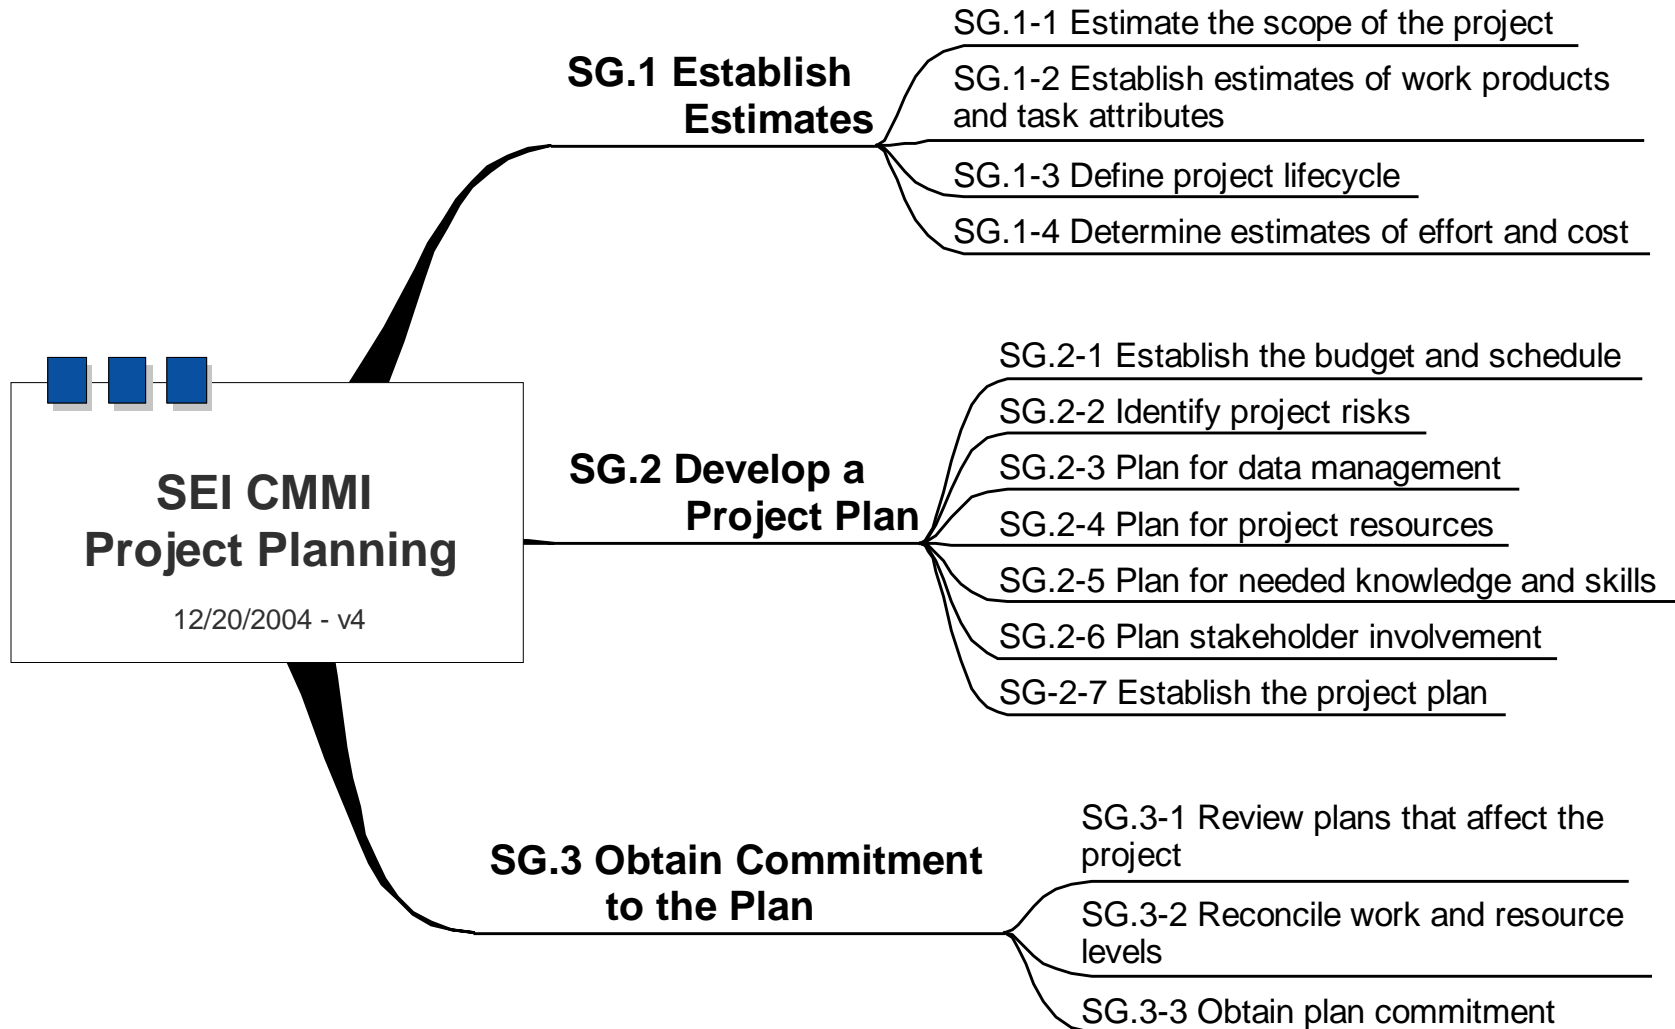 SEI CMMI
Project Planning
12/20/2004 - v4
SG.1 Establish
Estimates
SG.1-1 Estimate the scope of the project
SG.1-2 Establish estimates of work products
and task attributes
SG.1-3 Define project lifecycle
SG.1-4 Determine estimates of effort and cost
SG.2 Develop a
Project Plan
SG.2-1 Establish the budget and schedule
SG.2-2 Identify project risks
SG.2-3 Plan for data management
SG.2-4 Plan for project resources
SG.2-5 Plan for needed knowledge and skills
SG.2-6 Plan stakeholder involvement
SG-2-7 Establish the project plan
SG.3 Obtain Commitment
to the Plan
SG.3-1 Review plans that affect the
project
SG.3-2 Reconcile work and resource
levels
SG.3-3 Obtain plan commitment